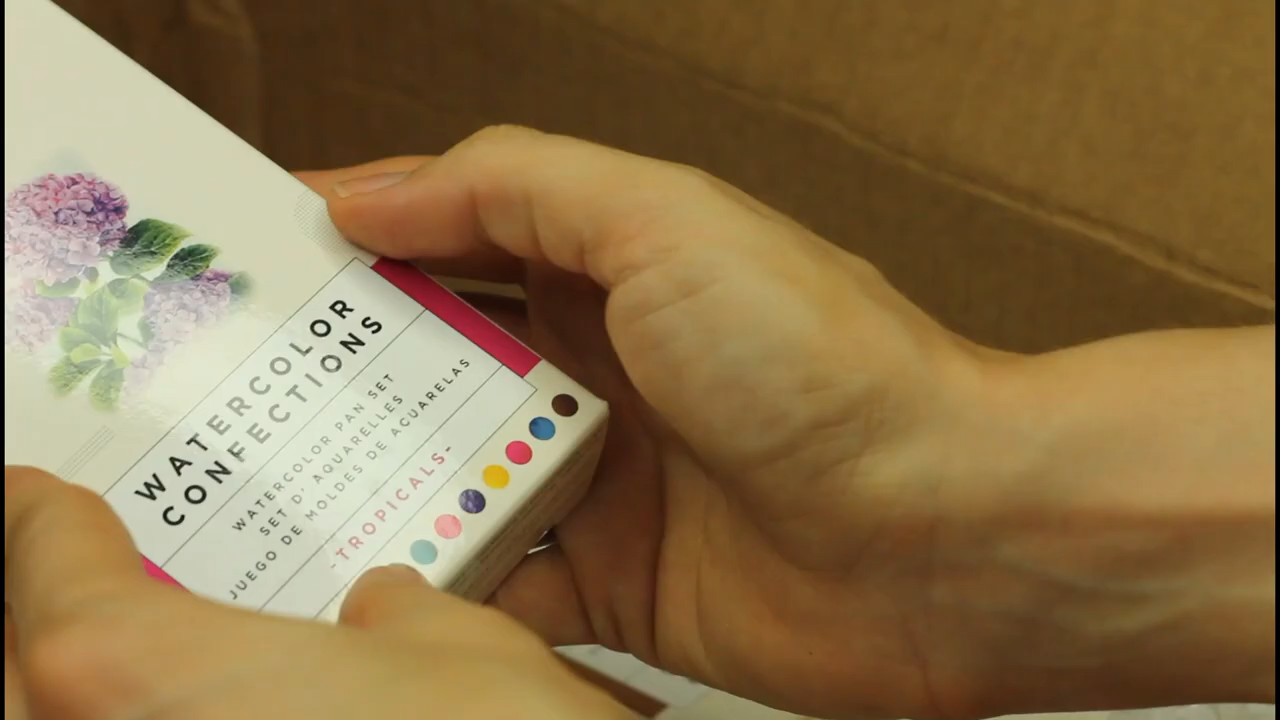 WATERCOLOR
CONFECTIONS
WATERCOLOR PAN SET
SET D'AQUARELLES
JUEGO DE MOLDES DE ACUARELAS
-TROPICALS-